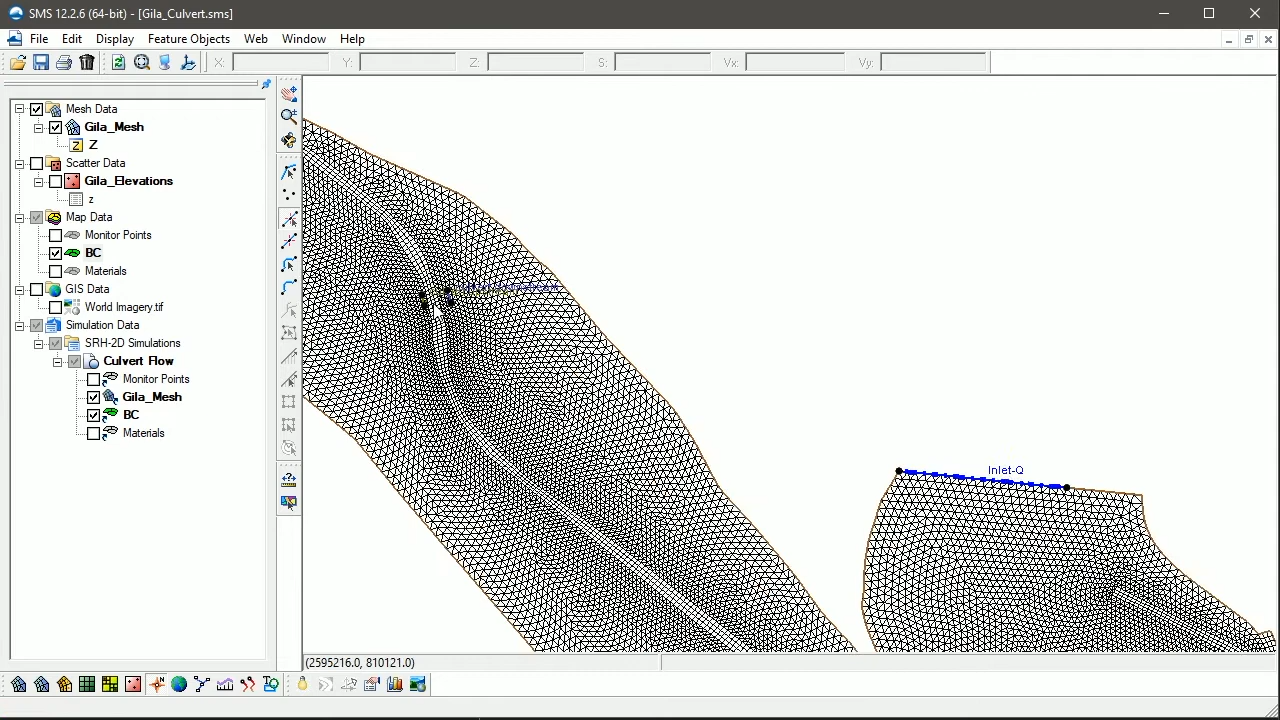 SMS 12.2.6 (64-bit) - [Gila_Culvert.sms]
File Edit Display Feature Objects Web Window Help
X: Y: Z: S: Vx: Vy:
Mesh Data
Gila_Mesh
Z Z
Scatter Data
Gila_Elevations
z
Map Data
Monitor Points
BC
Materials
GIS Data
World Imagery.tif
Simulation Data
SRH-2D Simulations
Culvert Flow
Monitor Points
Gila_Mesh
BC
Materials
Inlet-Q
(2595216.0, 810121.0)